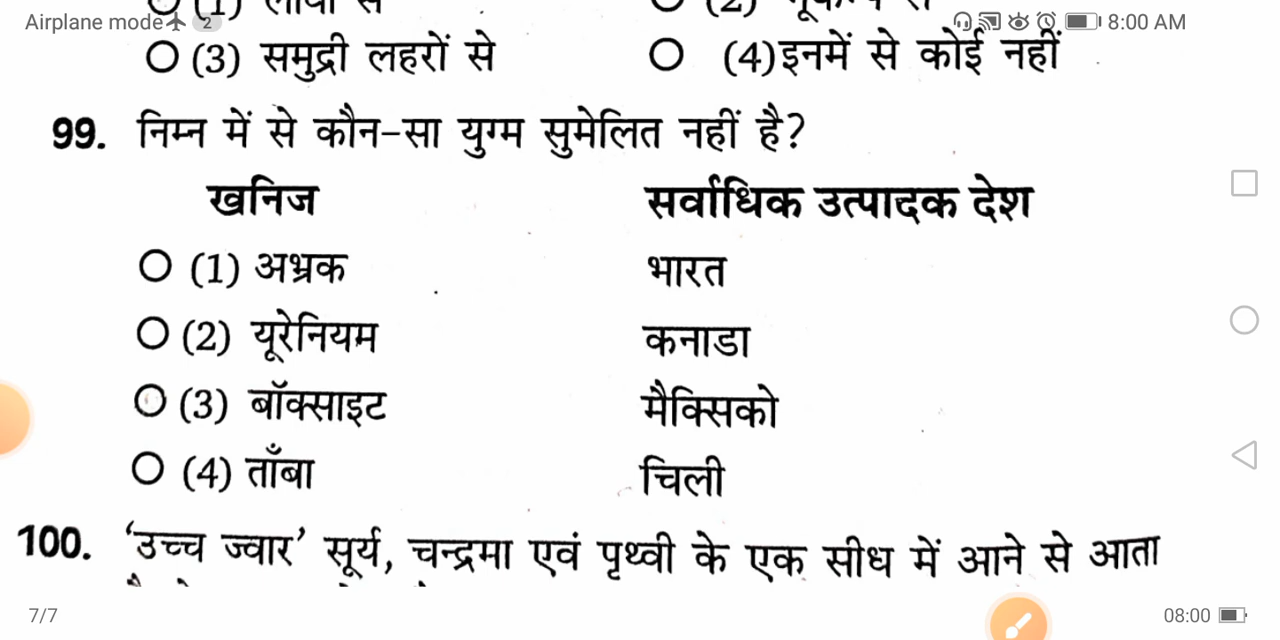 Airplane mode 2 8:00 AM
(3) समुद्री लहरों से (4) इनमें से कोई नहीं
99. निम्न में से कौन-सा युग्म सुमेलित नहीं है?
खनिज सर्वाधिक उत्पादक देश
(1) अभ्रक भारत
(2) यूरेनियम कनाडा
(3) बॉक्साइट मैक्सिको
(4) ताँबा चिली
100. ‘उच्च ज्वार’ सूर्य, चन्द्रमा एवं पृथ्वी के एक सीध में आने से आता
7/7 08:00